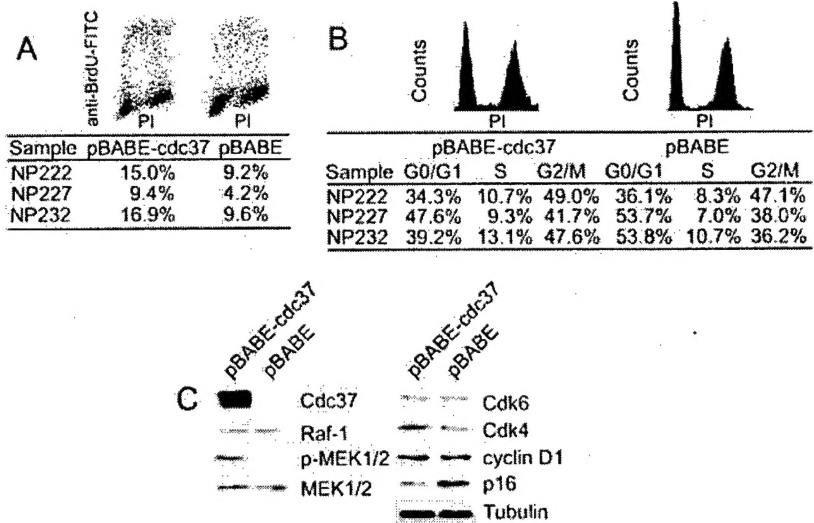 A
anti-BrdU-FITC
PI PI
Sample pBABE-cdc37 pBABE
NP222 15.0% 9.2%
NP227 9.4% 4.2%
NP232 16.9% 9.6%
B
Counts Counts
PI PI
pBABE-cdc37 pBABE
Sample G0/G1 S G2/M G0/G1 S G2/M
NP222 34.3% 10.7% 49.0% 36.1% 8.3% 47.1%
NP227 47.6% 9.3% 41.7% 53.7% 7.0% 38.0%
NP232 39.2% 13.1% 47.6% 53.8% 10.7% 36.2%
C
pBABE-cdc37
pBABE
Cdc37
Raf-1
p-MEK1/2
MEK1/2
pBABE-cdc37
pBABE
Cdk6
Cdk4
cyclin D1
p16
Tubulin